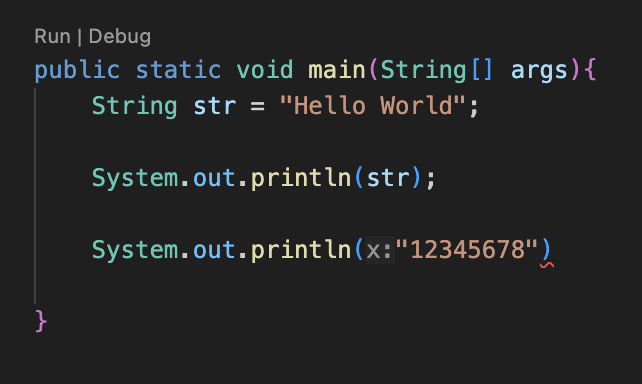 Run | Debug
public static void main(String[] args){
String str = "Hello World";
System.out.println(str);
System.out.println(x:"12345678")
}